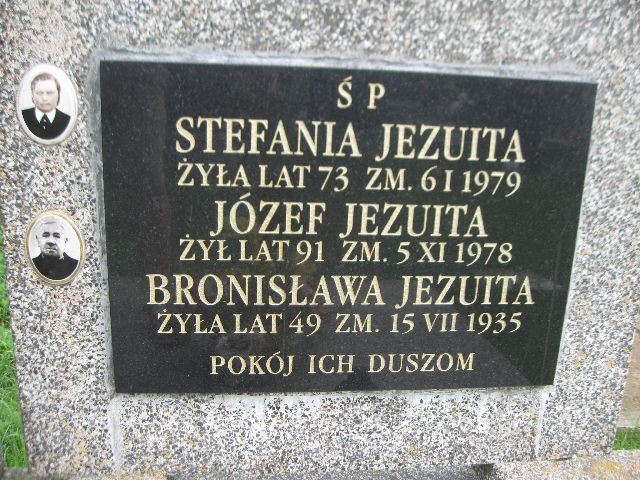 Ś P
STEFANIA JEZUITA
ŻYŁA LAT 73 ZM. 6 I 1979
JÓZEF JEZUITA
ŻYŁ LAT 91 ZM. 5 XI 1978
BRONISŁAWA JEZUITA
ŻYŁA LAT 49 ZM. 15 VII 1935
POKÓJ ICH DUSZOM